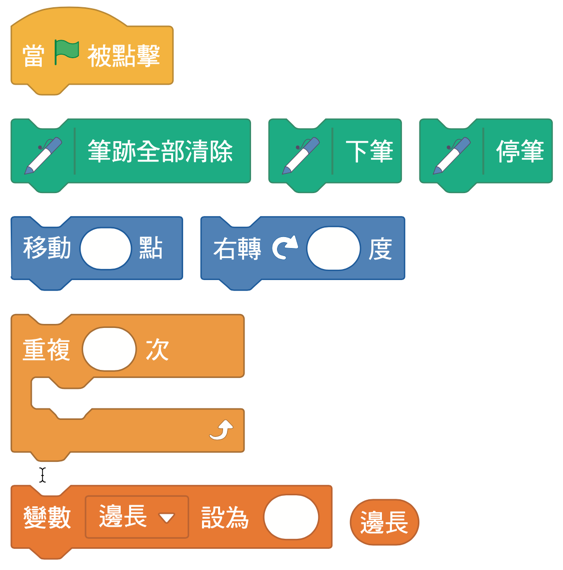 當 被點擊
筆跡全部清除 下筆 停筆
移動 點 右轉 度
重複 次
變數 邊長 設為 邊長